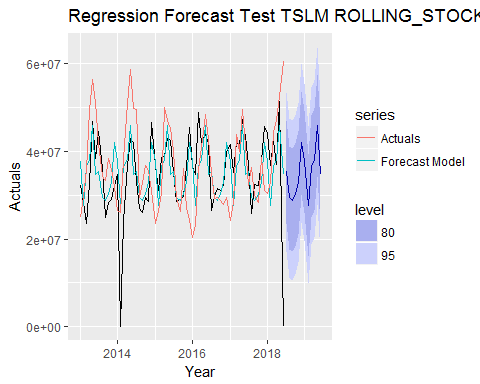 Regression Forecast Test TSLM ROLLING_STOCK
6e+07
4e+07
2e+07
0e+00
Actuals
2014
2016
2018
Year
series
Actuals
Forecast Model
level
80
95